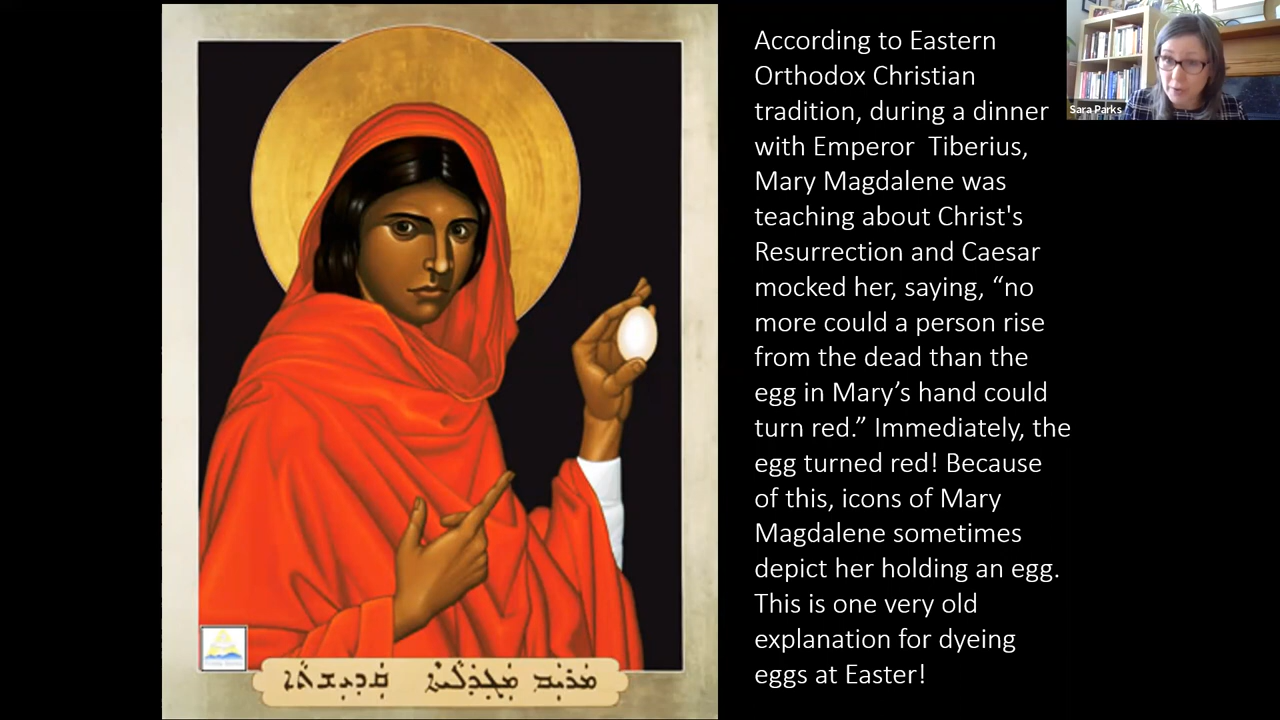 According to Eastern
Orthodox Christian
tradition, during a dinner
with Emperor Tiberius,
Mary Magdalene was
teaching about Christ's
Resurrection and Caesar
mocked her, saying, “no
more could a person rise
from the dead than the
egg in Mary’s hand could
turn red.” Immediately, the
egg turned red! Because
of this, icons of Mary
Magdalene sometimes
depict her holding an egg.
This is one very old
explanation for dyeing
eggs at Easter!
Sara Parks
ܡܪܝܡ ܩܕܝܫܬܐ